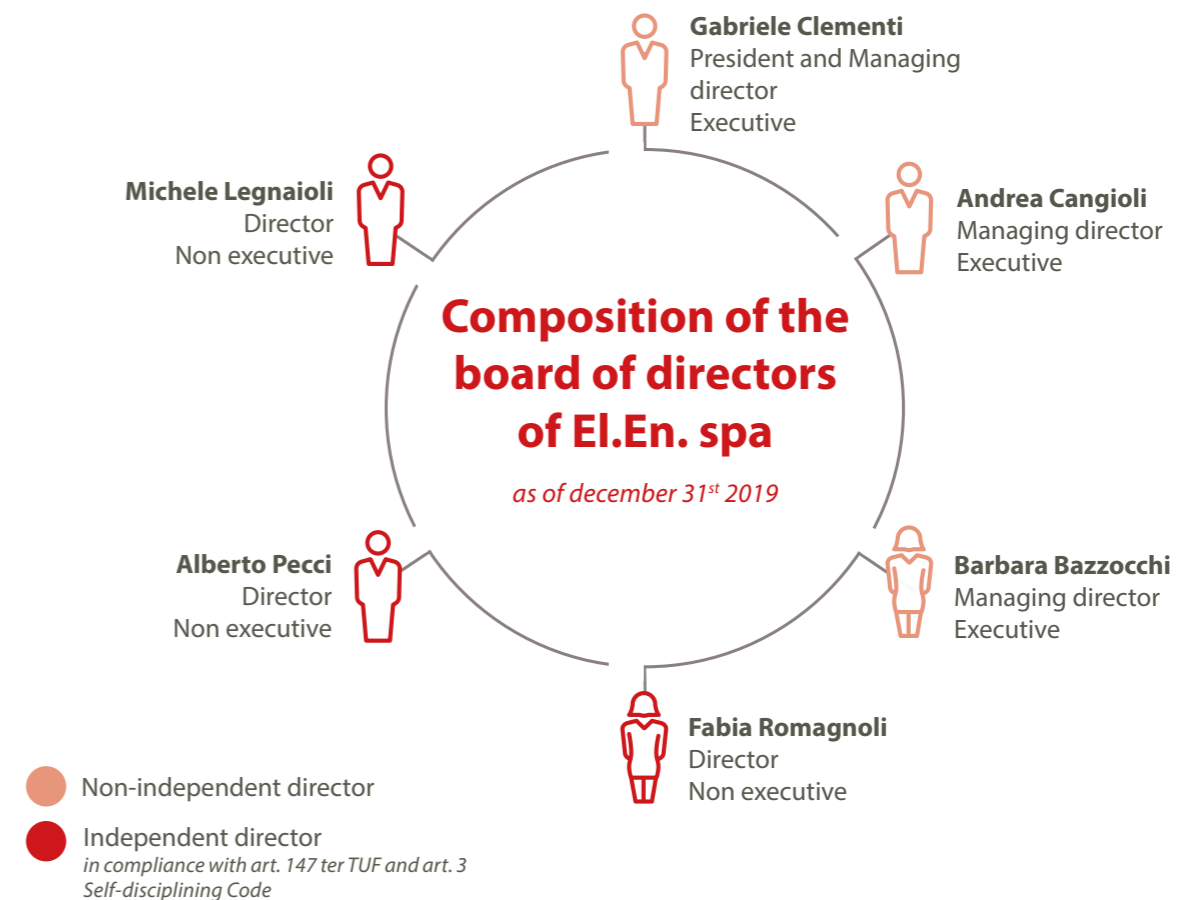 Gabriele Clementi
President and Managing
director
Executive
Michele Legnaioli
Director
Non executive
Andrea Cangioli
Managing director
Executive
Composition of the
board of directors
of El.En. spa
as of december 31st 2019
Alberto Pecci
Director
Non executive
Barbara Bazzocchi
Managing director
Executive
Fabia Romagnoli
Director
Non executive
Non-independent director
Independent director
in compliance with art. 147 ter TUF and art. 3
Self-disciplining Code